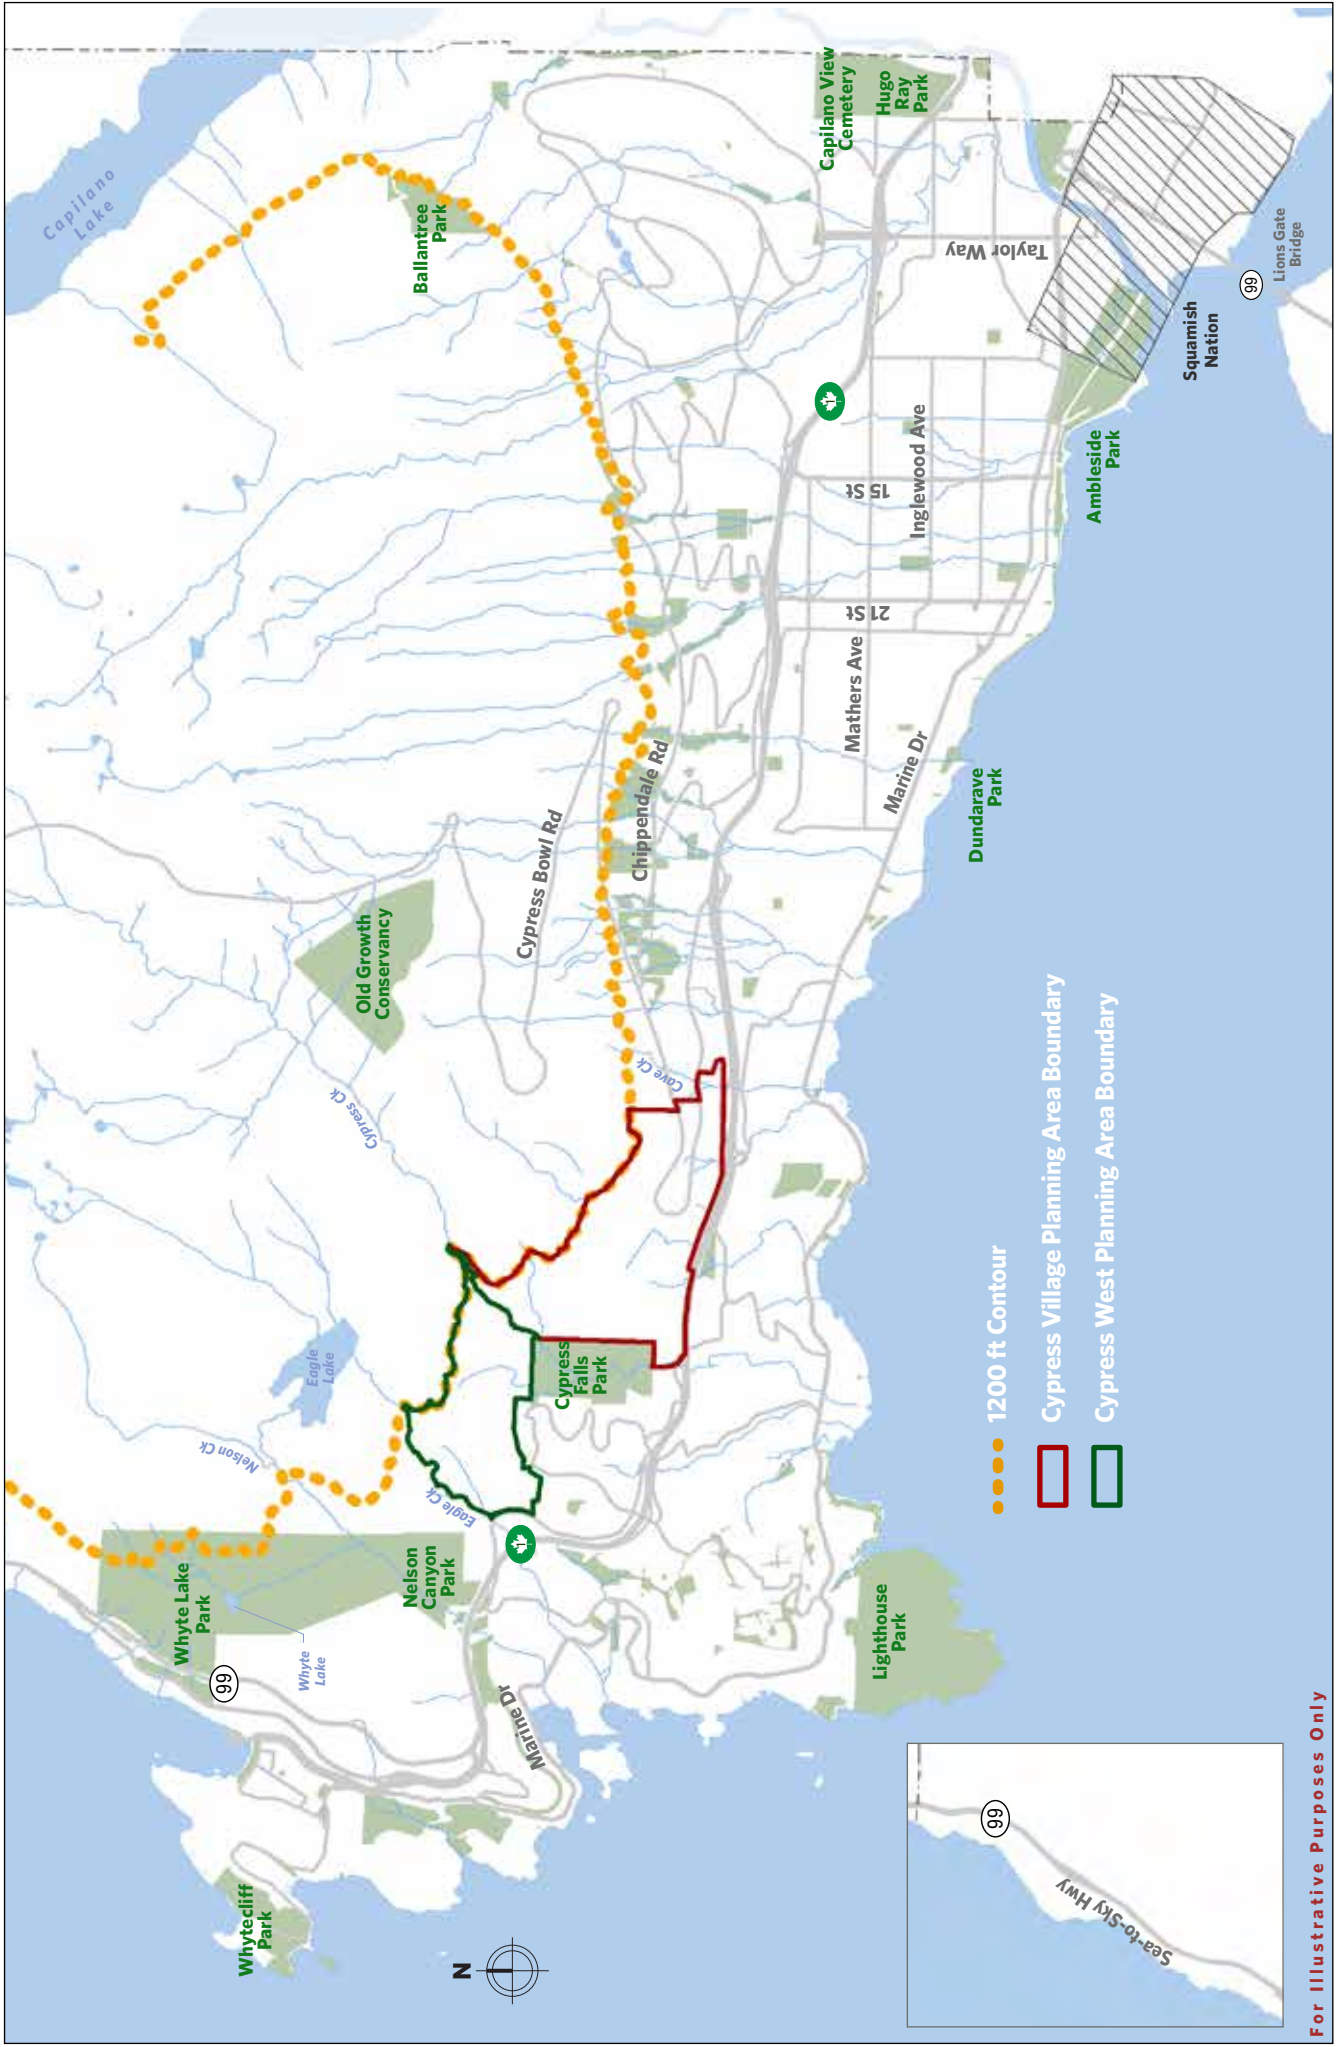 Capilano
Lake
Whyte Lake
Park
99
Nelson Ck
Whytecliff
Park
Whyte
Lake
Eagle
Lake
Cypress Ck
Old Growth
Conservancy
Ballantree
Park
Nelson
Canyon
Park
Eagle Ck
N
Marine Dr
1
Cypress Bowl Rd
Cypress
Falls
Park
Cave Ck
Chippendale Rd
Capilano View
Cemetery
Hugo
Ray
Park
1
Mathers Ave
21 St
15 St
Inglewood Ave
Marine Dr
Taylor Way
Lighthouse
Park
Dundarave
Park
Ambleside
Park
Squamish
Nation
99
Lions Gate
Bridge
1200 ft Contour
Cypress Village Planning Area Boundary
Cypress West Planning Area Boundary
99
Sea-to-Sky Hwy
For Illustrative Purposes Only